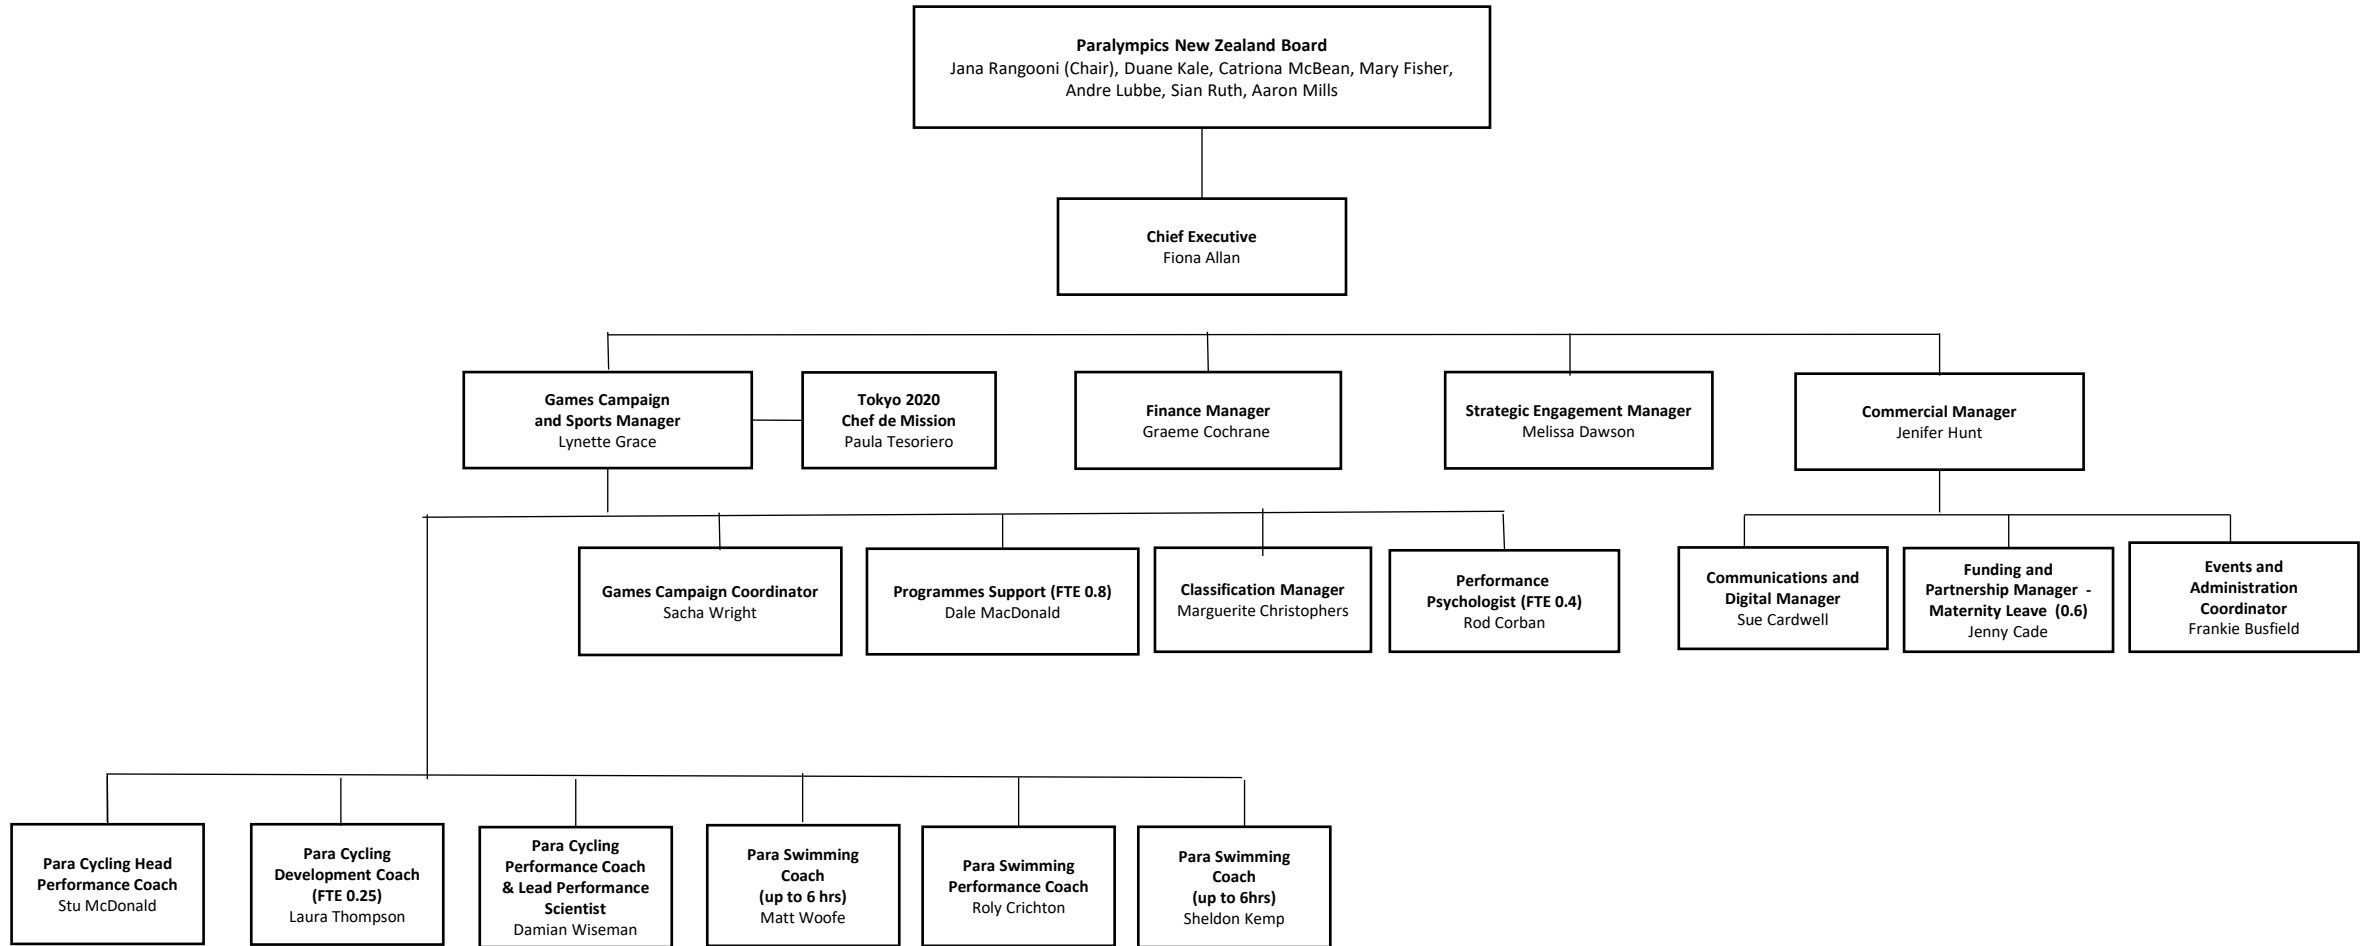 Paralympics New Zealand Board
Jana Rangooni (Chair), Duane Kale, Catriona McBean, Mary Fisher,
Andre Lubbe, Sian Ruth, Aaron Mills
Chief Executive
Fiona Allan
Games Campaign
and Sports Manager
Lynette Grace
Tokyo 2020
Chef de Mission
Paula Tesoriero
Finance Manager
Graeme Cochrane
Strategic Engagement Manager
Melissa Dawson
Commercial Manager
Jenifer Hunt
Games Campaign Coordinator
Sacha Wright
Programmes Support (FTE 0.8)
Dale MacDonald
Classification Manager
Marguerite Christophers
Performance
Psychologist (FTE 0.4)
Rod Corban
Communications and
Digital Manager
Sue Cardwell
Funding and
Partnership Manager -
Maternity Leave (0.6)
Jenny Cade
Events and
Administration
Coordinator
Frankie Busfield
Para Cycling Head
Performance Coach
Stu McDonald
Para Cycling
Development Coach
(FTE 0.25)
Laura Thompson
Para Cycling
Performance Coach
& Lead Performance
Scientist
Damian Wiseman
Para Swimming
Coach
(up to 6 hrs)
Matt Woofe
Para Swimming
Performance Coach
Roly Crichton
Para Swimming
Coach
(up to 6hrs)
Sheldon Kemp